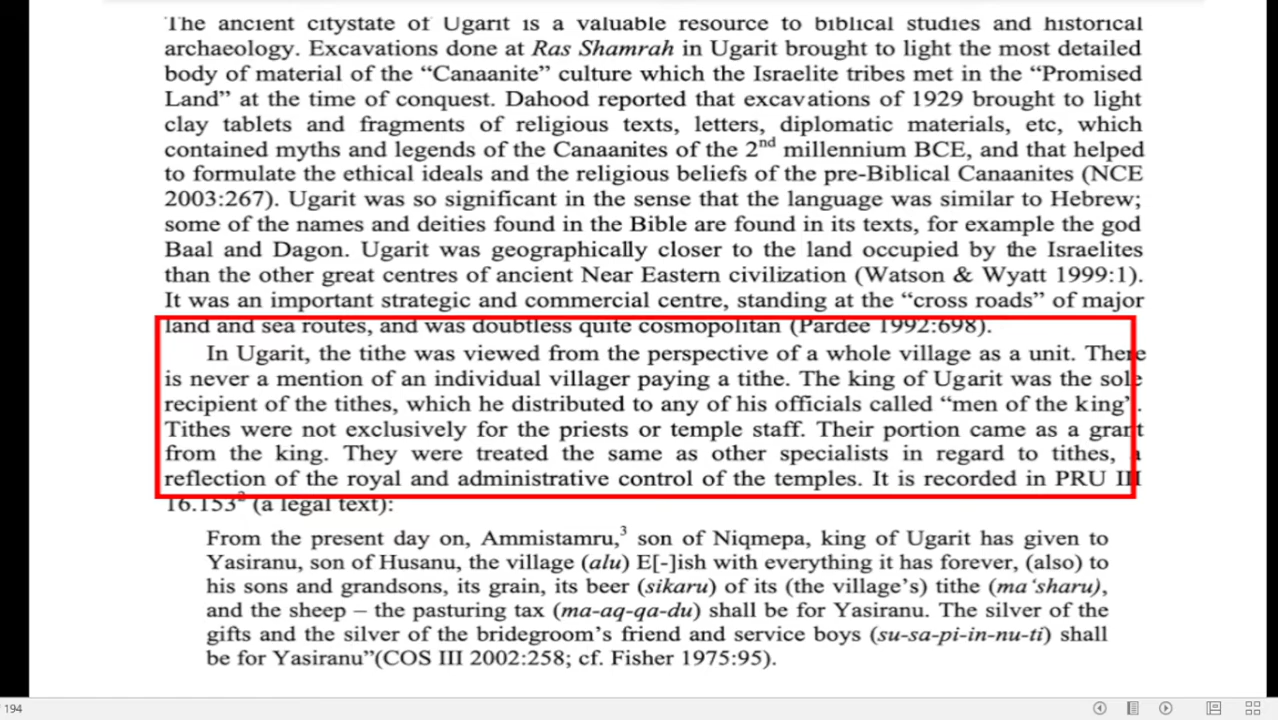 The ancient citystate of Ugarit is a valuable resource to biblical studies and historical
archaeology. Excavations done at Ras Shamrah in Ugarit brought to light the most detailed
body of material of the “Canaanite” culture which the Israelite tribes met in the “Promised
Land” at the time of conquest. Dahood reported that excavations of 1929 brought to light
clay tablets and fragments of religious texts, letters, diplomatic materials, etc, which
contained myths and legends of the Canaanites of the 2nd millennium BCE, and that helped
to formulate the ethical ideals and the religious beliefs of the pre-Biblical Canaanites (NCE
2003:267). Ugarit was so significant in the sense that the language was similar to Hebrew;
some of the names and deities found in the Bible are found in its texts, for example the god
Baal and Dagon. Ugarit was geographically closer to the land occupied by the Israelites
than the other great centres of ancient Near Eastern civilization (Watson & Wyatt 1999:1).
It was an important strategic and commercial centre, standing at the “cross roads” of major
land and sea routes, and was doubtless quite cosmopolitan (Pardee 1992:698).
In Ugarit, the tithe was viewed from the perspective of a whole village as a unit. There
is never a mention of an individual villager paying a tithe. The king of Ugarit was the sole
recipient of the tithes, which he distributed to any of his officials called “men of the king”.
Tithes were not exclusively for the priests or temple staff. Their portion came as a grant
from the king. They were treated the same as other specialists in regard to tithes, a
reflection of the royal and administrative control of the temples. It is recorded in PRU III
16.153² (a legal text):
From the present day on, Ammistamru,³ son of Niqmepa, king of Ugarit has given to
Yasiranu, son of Husanu, the village (alu) E[-]ish with everything it has forever, (also) to
his sons and grandsons, its grain, its beer (sikaru) of its (the village’s) tithe (ma‘sharu),
and the sheep – the pasturing tax (ma-aq-qa-du) shall be for Yasiranu. The silver of the
gifts and the silver of the bridegroom’s friend and service boys (su-sa-pi-in-nu-ti) shall
be for Yasiranu”(COS III 2002:258; cf. Fisher 1975:95).
194